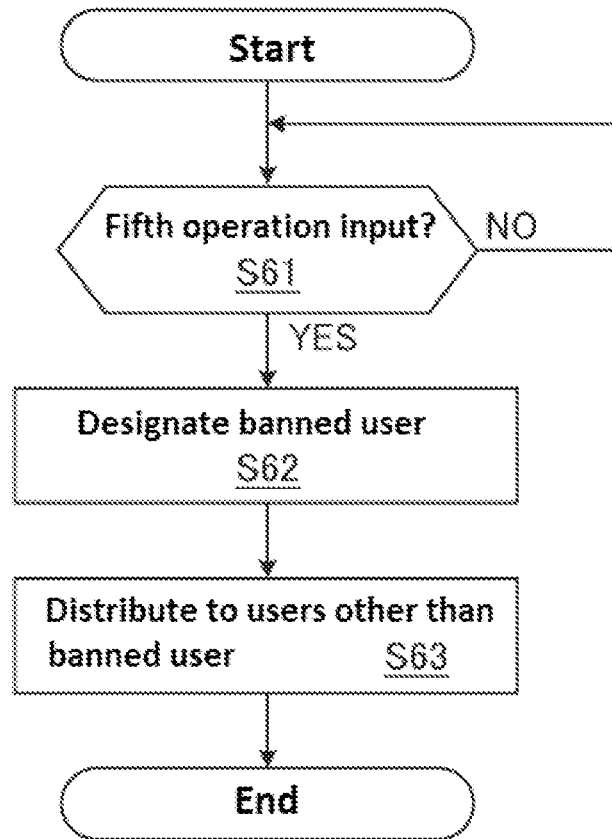 Start
Fifth operation input?
NO
S61
YES
Designate banned user
S62
Distribute to users other than
banned user S63
End